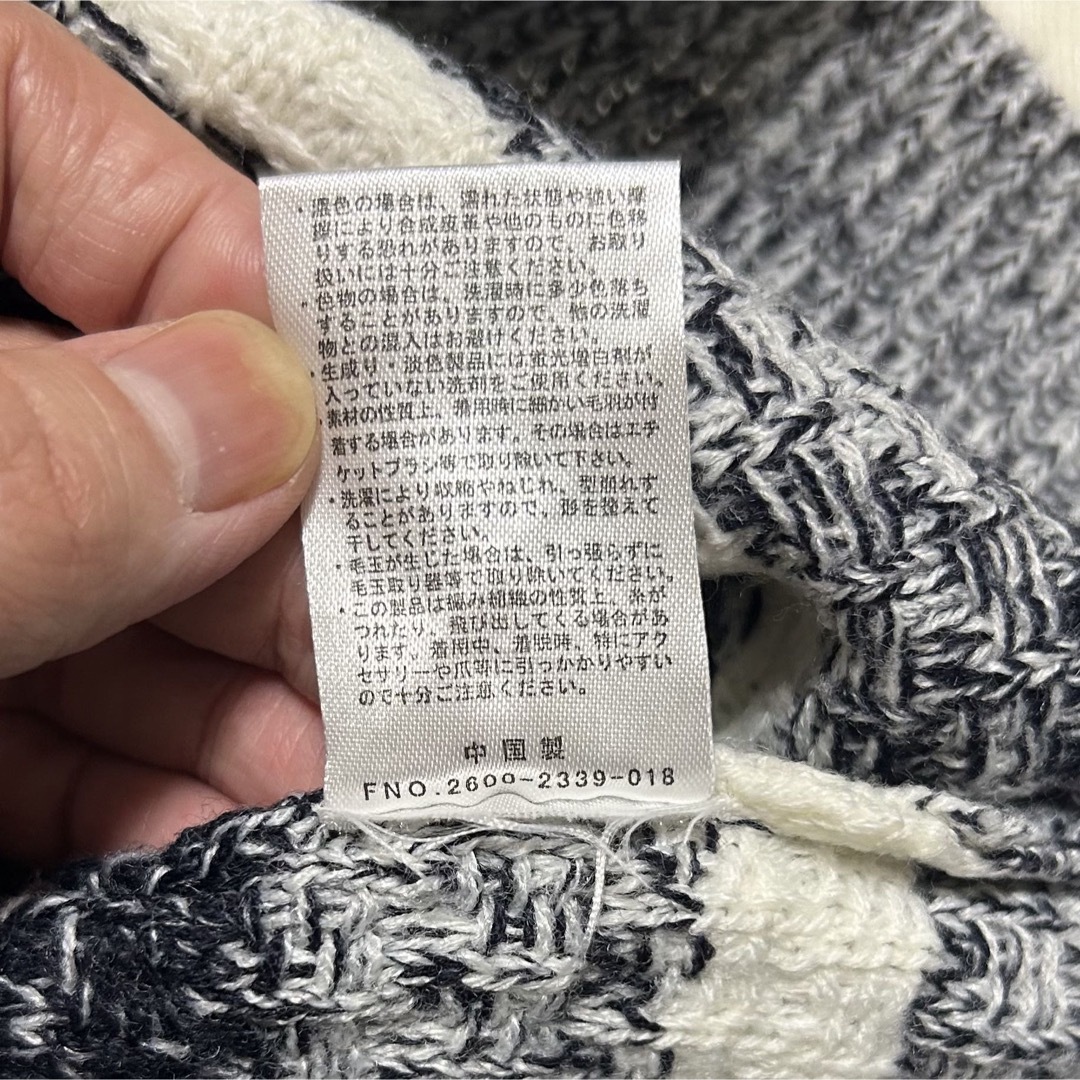 ・濃色の場合は、濡れた状態や強い摩
擦により合成皮革や他のものに色移
りする恐れがありますので、お取り
扱いには十分ご注意ください。
・色物の場合は、洗濯時に多少色落ち
することがありますので、他の洗濯
物との混入はお避けください。
・生成り・淡色製品には蛍光増白剤が
入っていない洗剤をご使用ください。
素材の性質上、着用時に細かい毛羽が付
着する場合があります。その場合はエチ
ケットブラシ等で取り除いて下さい。
・洗濯により収縮やねじれ、型崩れす
ることがありますので、形を整えて
干してください。
・毛玉が生じた場合は、引っ張らずに
毛玉取り器等で取り除いてください。
・この製品は編み組織の性質上、糸が
つれたり、飛び出してくる場合があ
ります。着用中、着脱時、特にアク
セサリーや爪等に引っかかりやすい
ので十分ご注意ください。
中国製
FNO.2600-2339-018